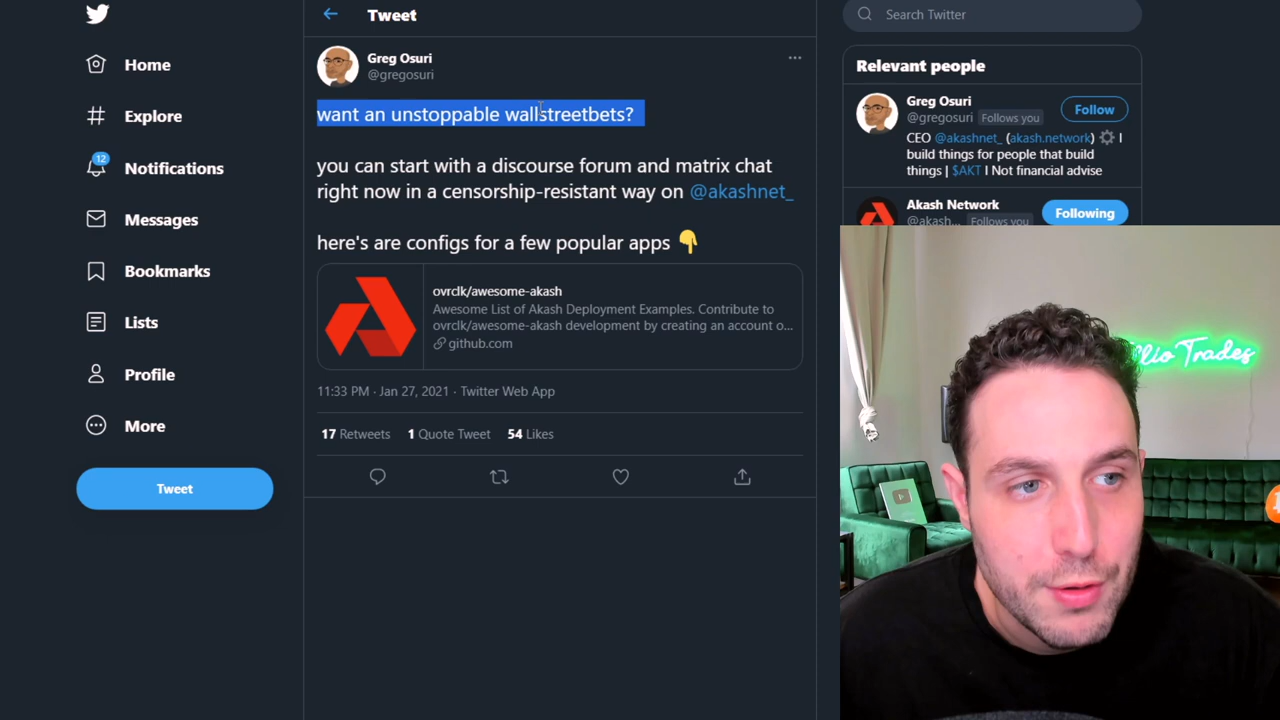 Tweet
Search Twitter
Home
Explore
12
Notifications
Messages
Bookmarks
Lists
Profile
More
Tweet
Greg Osuri
@gregosuri
want an unstoppable wallstreetbets?
you can start with a discourse forum and matrix chat
right now in a censorship-resistant way on @akashnet_
here's are configs for a few popular apps 👇
ovrclk/awesome-akash
Awesome List of Akash Deployment Examples. Contribute to
ovrclk/awesome-akash development by creating an account o...
github.com
11:33 PM · Jan 27, 2021 · Twitter Web App
17 Retweets 1 Quote Tweet 54 Likes
Relevant people
Greg Osuri
@gregosuri Follows you
Follow
CEO @akashnet_ (akash.network) ⚙️ I
build things for people that build
things | $AKT I Not financial advise
Akash Network
@akash... Follows you
Following
Trades